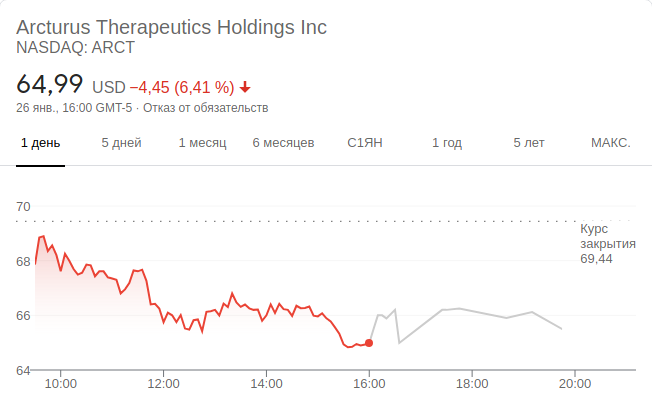 Arcturus Therapeutics Holdings Inc
NASDAQ: ARCT
64,99 USD −4,45 (6,41 %)
26 янв., 16:00 GMT-5 · Отказ от обязательств
1 день 5 дней 1 месяц 6 месяцев С1ЯН 1 год 5 лет МАКС.
70
Курс
закрытия
68
69,44
66
64
10:00 12:00 14:00 16:00 18:00 20:00